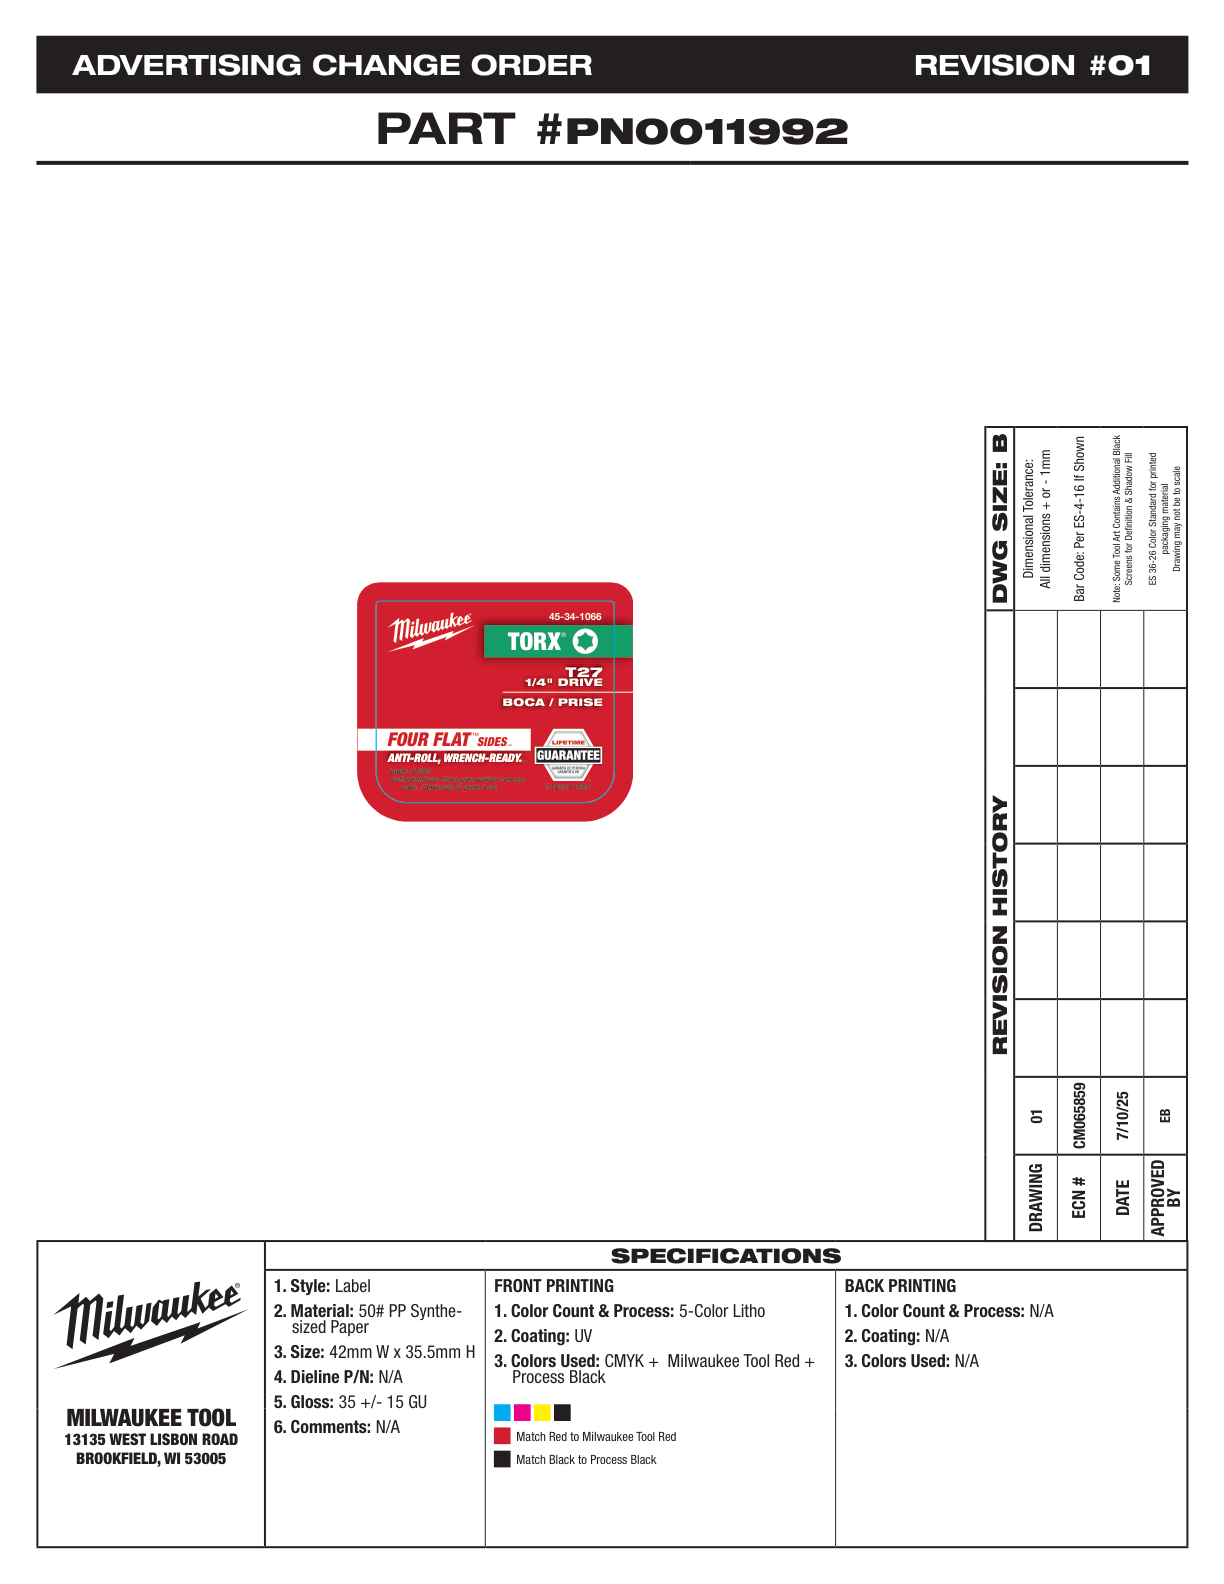 ADVERTISING CHANGE ORDER
REVISION #01
PART #PN0011992
Milwaukee®
45-34-1066
TORX®
T27
1/4" DRIVE
BOCA / PRISE
FOUR FLAT™ SIDES™
ANTI-ROLL, WRENCH-READY.
LIFETIME
GUARANTEE
DWG SIZE: B
Dimensional Tolerance:
All dimensions + or - 1mm
Bar Code: Per ES-4-16 If Shown
Note: Some Tool Art Contains Additional Black
Screens for Definition & Shadow Fill
ES 36-26 Color Standard for printed
packaging material
Drawing may not be to scale
REVISION HISTORY
DRAWING
01
ECN #
CM065859
DATE
7/10/25
APPROVED
BY
EB
Milwaukee®
MILWAUKEE TOOL
13135 WEST LISBON ROAD
BROOKFIELD, WI 53005
SPECIFICATIONS
1. Style: Label
2. Material: 50# PP Synthe-
sized Paper
3. Size: 42mm W x 35.5mm H
4. Dieline P/N: N/A
5. Gloss: 35 +/- 15 GU
6. Comments: N/A
FRONT PRINTING
1. Color Count & Process: 5-Color Litho
2. Coating: UV
3. Colors Used: CMYK + Milwaukee Tool Red +
Process Black
Match Red to Milwaukee Tool Red
Match Black to Process Black
BACK PRINTING
1. Color Count & Process: N/A
2. Coating: N/A
3. Colors Used: N/A